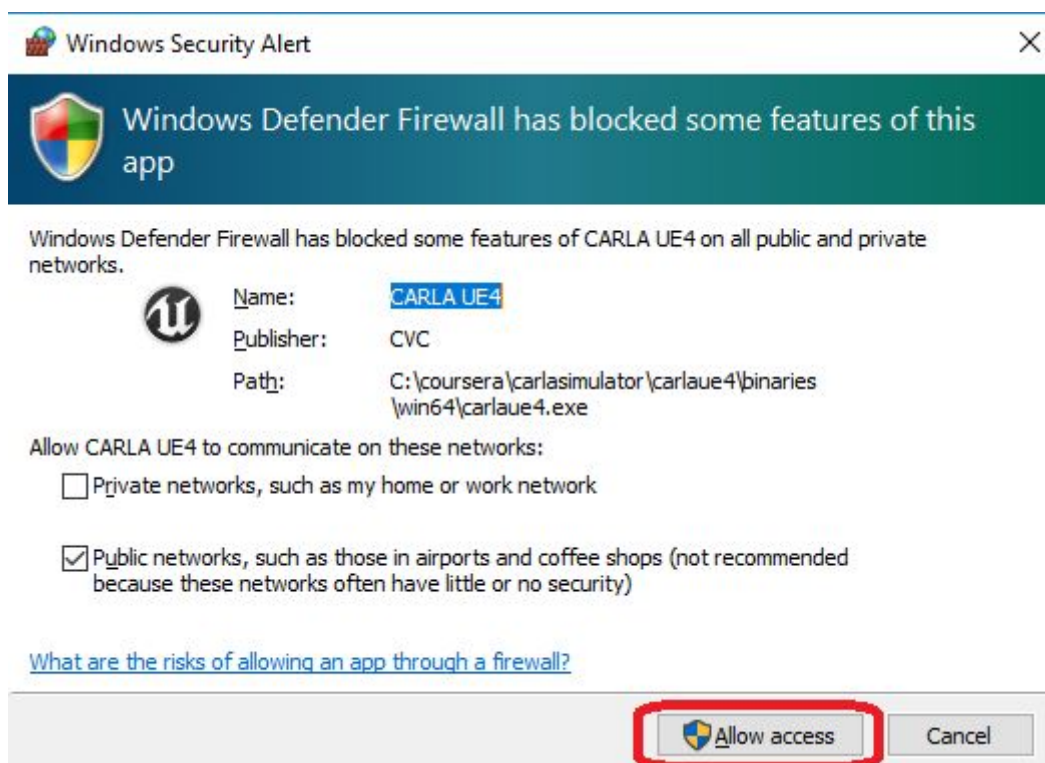 Windows Security Alert
Windows Defender Firewall has blocked some features of this
app
Windows Defender Firewall has blocked some features of CARLA UE4 on all public and private
networks.
Name: CARLA UE4
Publisher: CVC
Path: C:\coursera\carlasimulator\carlaue4\binaries
\win64\carlaue4.exe
Allow CARLA UE4 to communicate on these networks:
Private networks, such as my home or work network
Public networks, such as those in airports and coffee shops (not recommended
because these networks often have little or no security)
What are the risks of allowing an app through a firewall?
Allow access Cancel